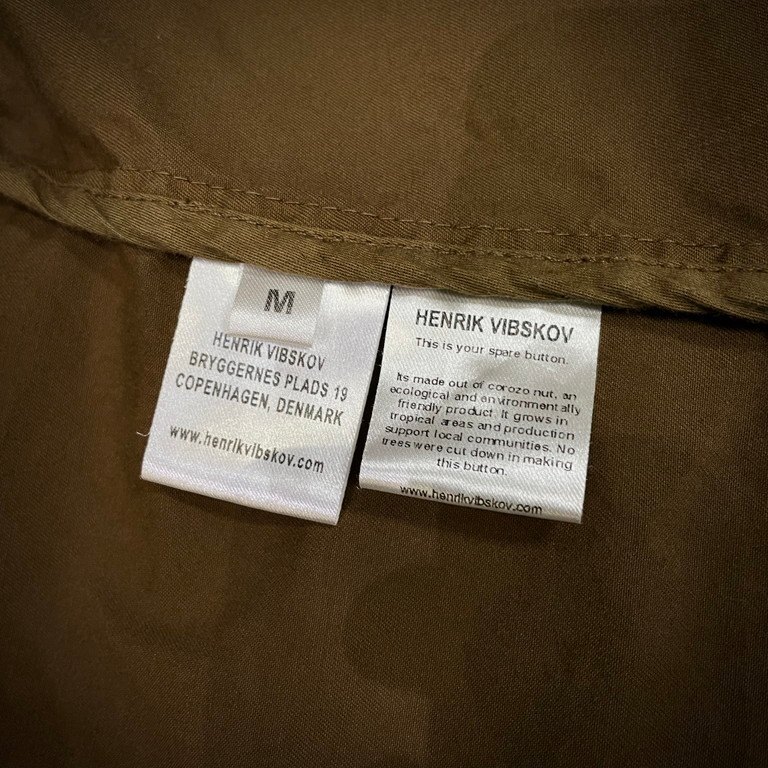 M
HENRIK VIBSKOV
BRYGGERNES PLADS 19
COPENHAGEN, DENMARK
www.henrikvibskov.com
HENRIK VIBSKOV
This is your spare button.
Its made out of corozo nut, an
ecological and environmentally
friendly product. It grows in
tropical areas and production
support local communities. No
trees were cut down in making
this button.
www.henrikvibskov.com